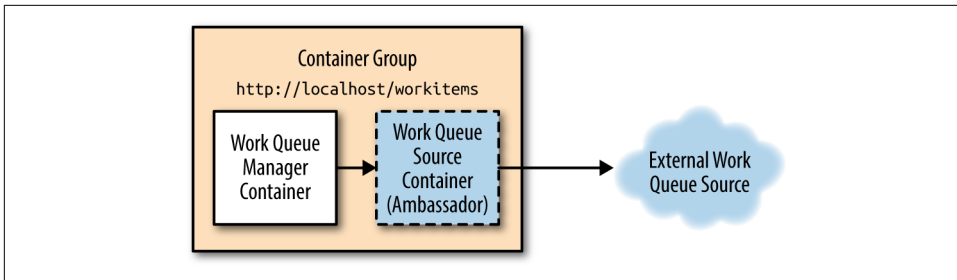 Container Group
http://localhost/workitems
Work Queue
Manager
Container
Work Queue
Source
Container
(Ambassador)
External Work
Queue Source